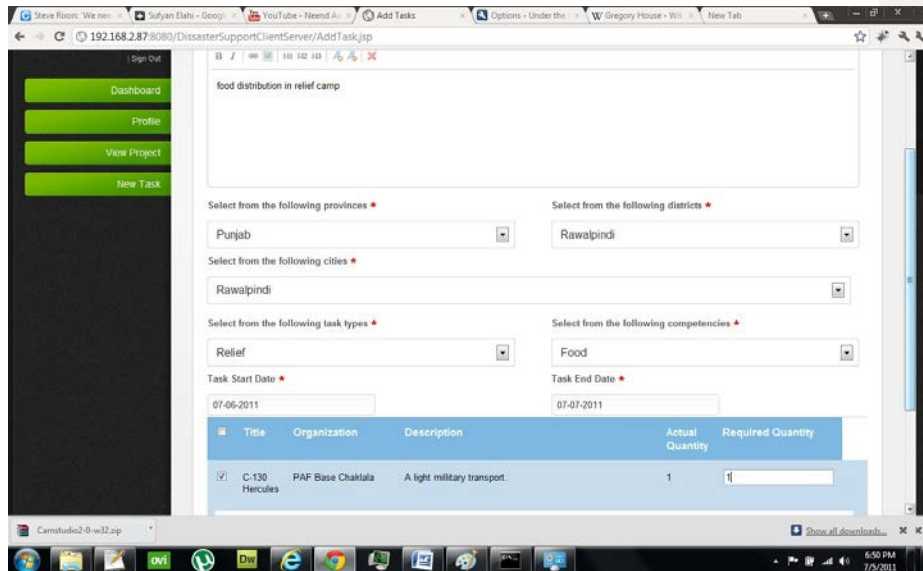 Steve Rixon: 'We nee
Sufyan Elahi - Googl
YouTube - Neend A
Add Tasks
Options - Under the
Gregory House - Wi
New Tab
192.168.2.87:8080/DissasterSupportClientServer/AddTask.jsp
| Sign Out
B I
food distribution in relief camp
Dashboard
Profile
View Project
New Task
Select from the following provinces * Select from the following districts *
Punjab Rawalpindi
Select from the following cities *
Rawalpindi
Select from the following task types * Select from the following competencies *
Relief Food
Task Start Date * Task End Date *
07-06-2011 07-07-2011
Title Organization Description Actual Quantity Required Quantity
C-130 Hercules PAF Base Chaklala A light millitary transport. 1 1
Camstudio2-0-w32.zip
Show all downloads...
ovi
Dw
6:50 PM
7/5/2011